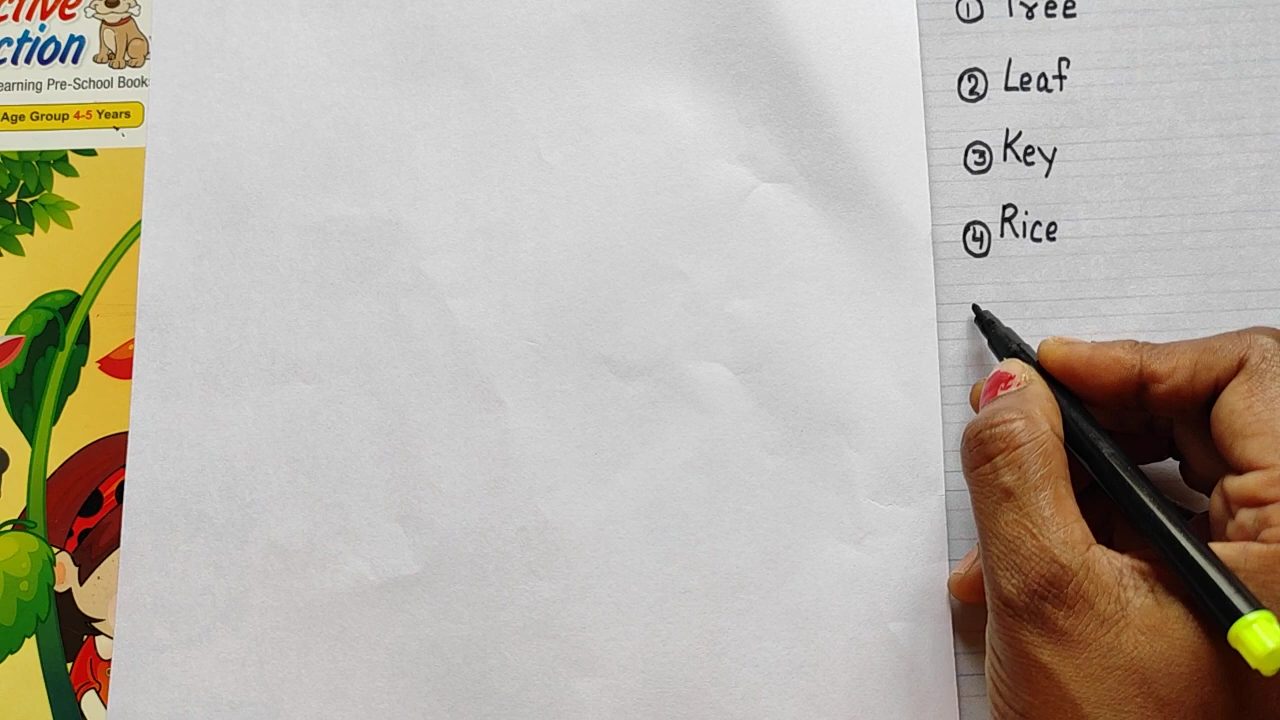 ctive
ction
earning Pre-School Book
Age Group 4-5 Years
① Tree
② Leaf
③ Key
④ Rice